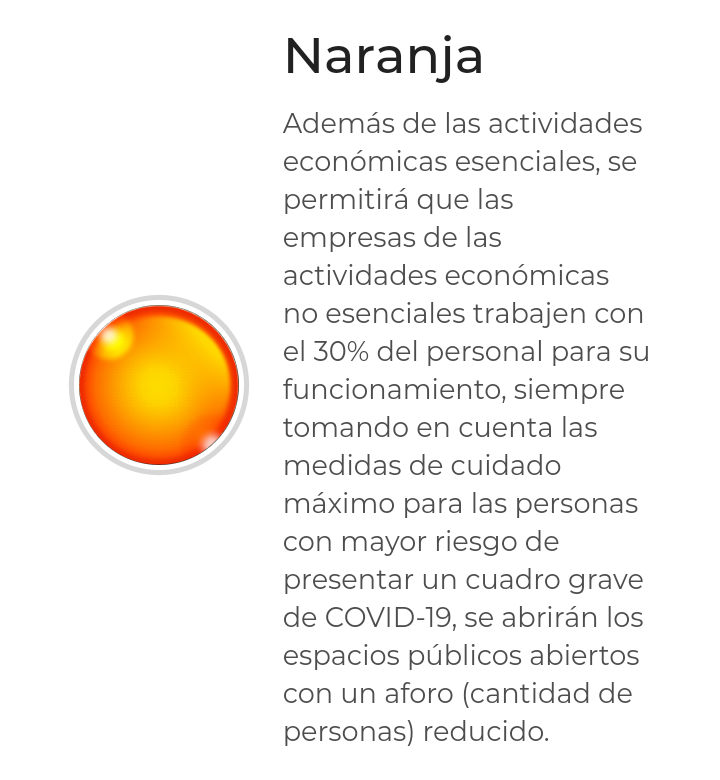 Naranja
Además de las actividades
económicas esenciales, se
permitirá que las
empresas de las
actividades económicas
no esenciales trabajen con
el 30% del personal para su
funcionamiento, siempre
tomando en cuenta las
medidas de cuidado
máximo para las personas
con mayor riesgo de
presentar un cuadro grave
de COVID-19, se abrirán los
espacios públicos abiertos
con un aforo (cantidad de
personas) reducido.